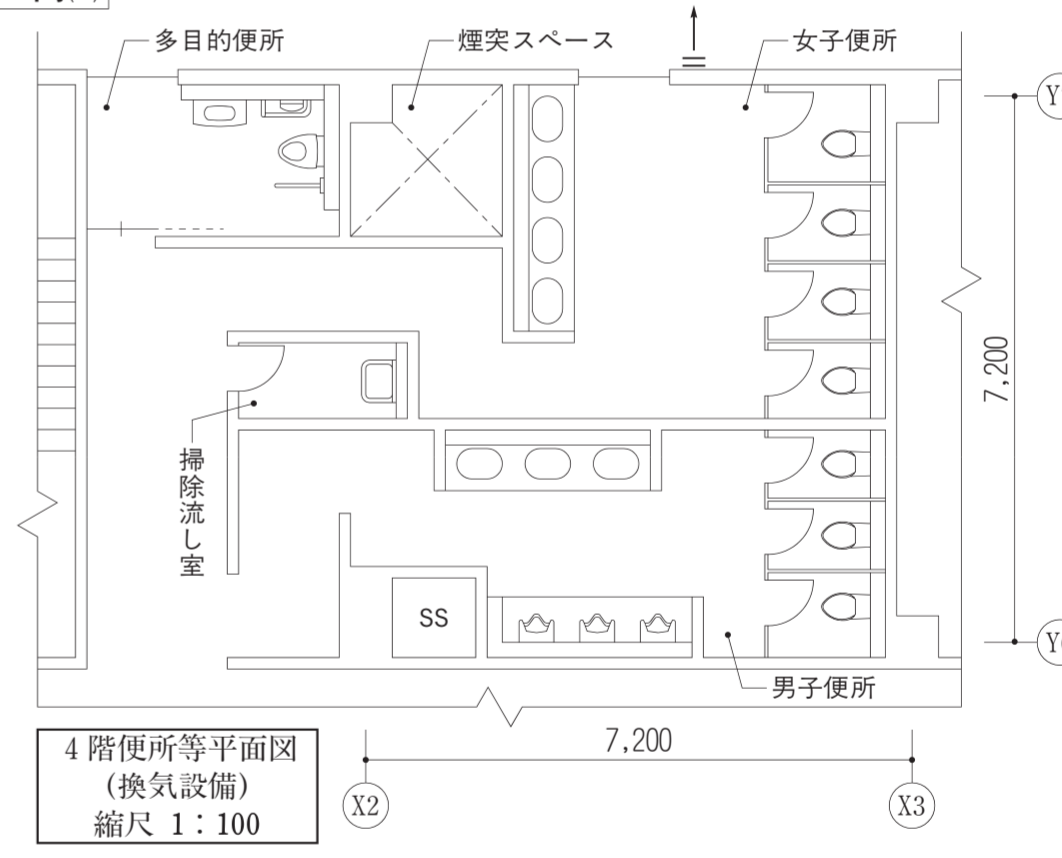 多目的便所
煙突スペース
女子便所
7,200
掃除流し室
SS
男子便所
4階便所等平面図
(換気設備)
縮尺 1:100
7,200
X2
X3